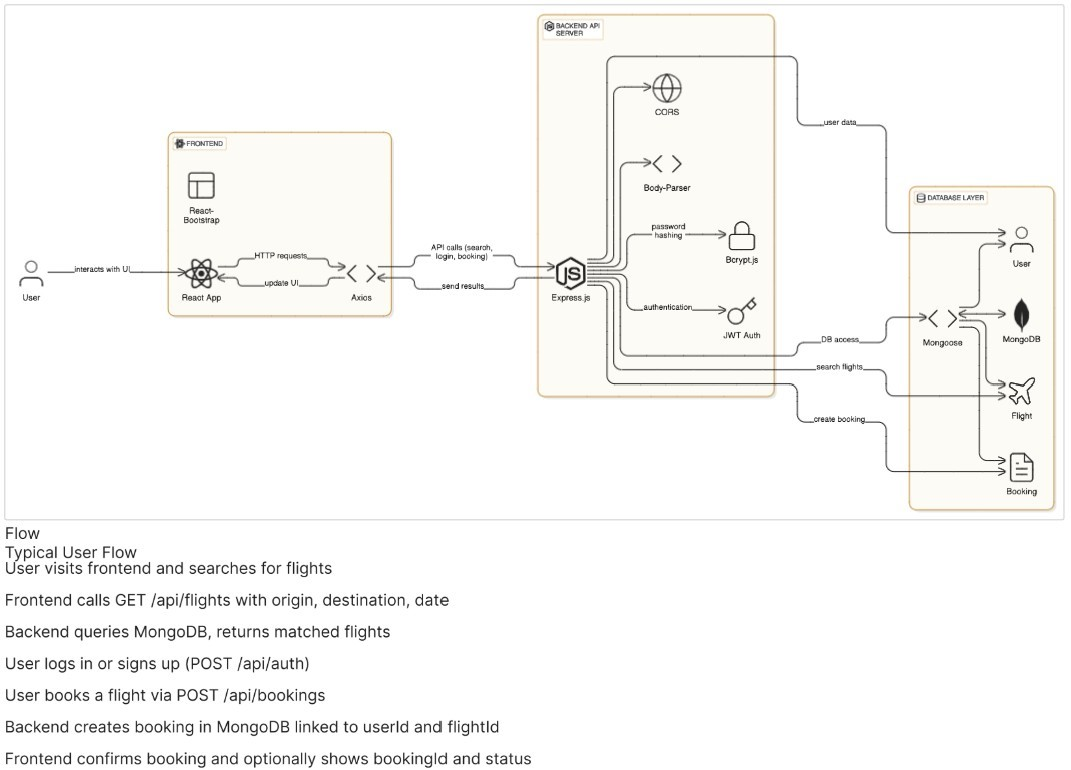 BACKEND API
SERVER
CORS
user data
FRONTEND
Body-Parser
DATABASE LAYER
React-
Bootstrap
password
hashing
Bcrypt.js
User
API calls (search,
login, booking)
HTTP requests
interacts with UI
update UI
send results
User
React App
Axios
Express.js
authentication
JWT Auth
DB access
Mongoose
MongoDB
search flights
Flight
create booking
Booking
Flow
Typical User Flow
User visits frontend and searches for flights
Frontend calls GET /api/flights with origin, destination, date
Backend queries MongoDB, returns matched flights
User logs in or signs up (POST /api/auth)
User books a flight via POST /api/bookings
Backend creates booking in MongoDB linked to userId and flightId
Frontend confirms booking and optionally shows bookingId and status